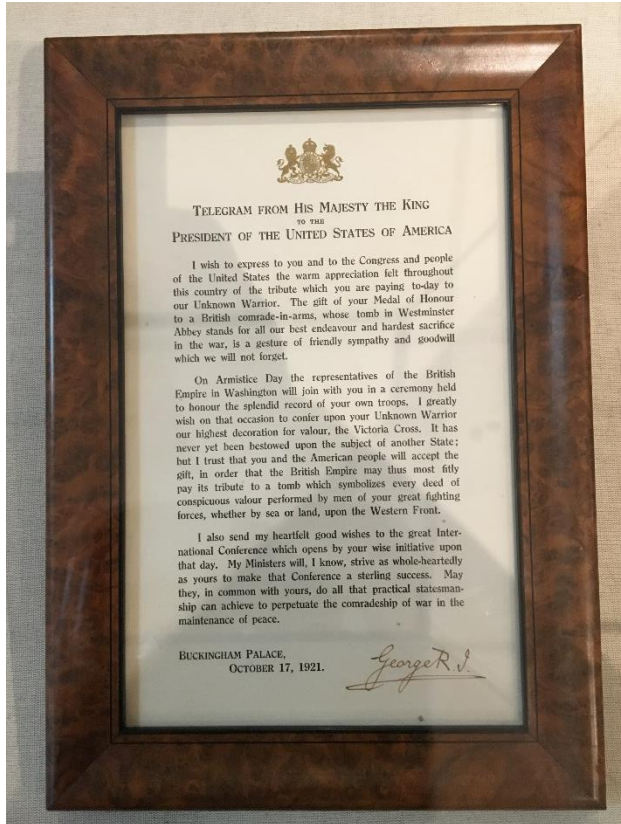 TELEGRAM FROM HIS MAJESTY THE KING
TO THE
PRESIDENT OF THE UNITED STATES OF AMERICA
I wish to express to you and to the Congress and people
of the United States the warm appreciation felt throughout
this country of the tribute which you are paying to-day to
our Unknown Warrior. The gift of your Medal of Honour
to a British comrade-in-arms, whose tomb in Westminster
Abbey stands for all our best endeavour and hardest sacrifice
in the war, is a gesture of friendly sympathy and goodwill
which we will not forget.
On Armistice Day the representatives of the British
Empire in Washington will join with you in a ceremony held
to honour the splendid record of your own troops. I greatly
wish on that occasion to confer upon your Unknown Warrior
our highest decoration for valour, the Victoria Cross. It has
never yet been bestowed upon the subject of another State;
but I trust that you and the American people will accept the
gift, in order that the British Empire may thus most fitly
pay its tribute to a tomb which symbolizes every deed of
conspicuous valour performed by men of your great fighting
forces, whether by sea or land, upon the Western Front.
I also send my heartfelt good wishes to the great Inter-
national Conference which opens by your wise initiative upon
that day. My Ministers will, I know, strive as whole-heartedly
as yours to make that Conference a sterling success. May
they, in common with yours, do all that practical statesman-
ship can achieve to perpetuate the comradeship of war in the
maintenance of peace.
BUCKINGHAM PALACE,
OCTOBER 17, 1921.
George R.I.